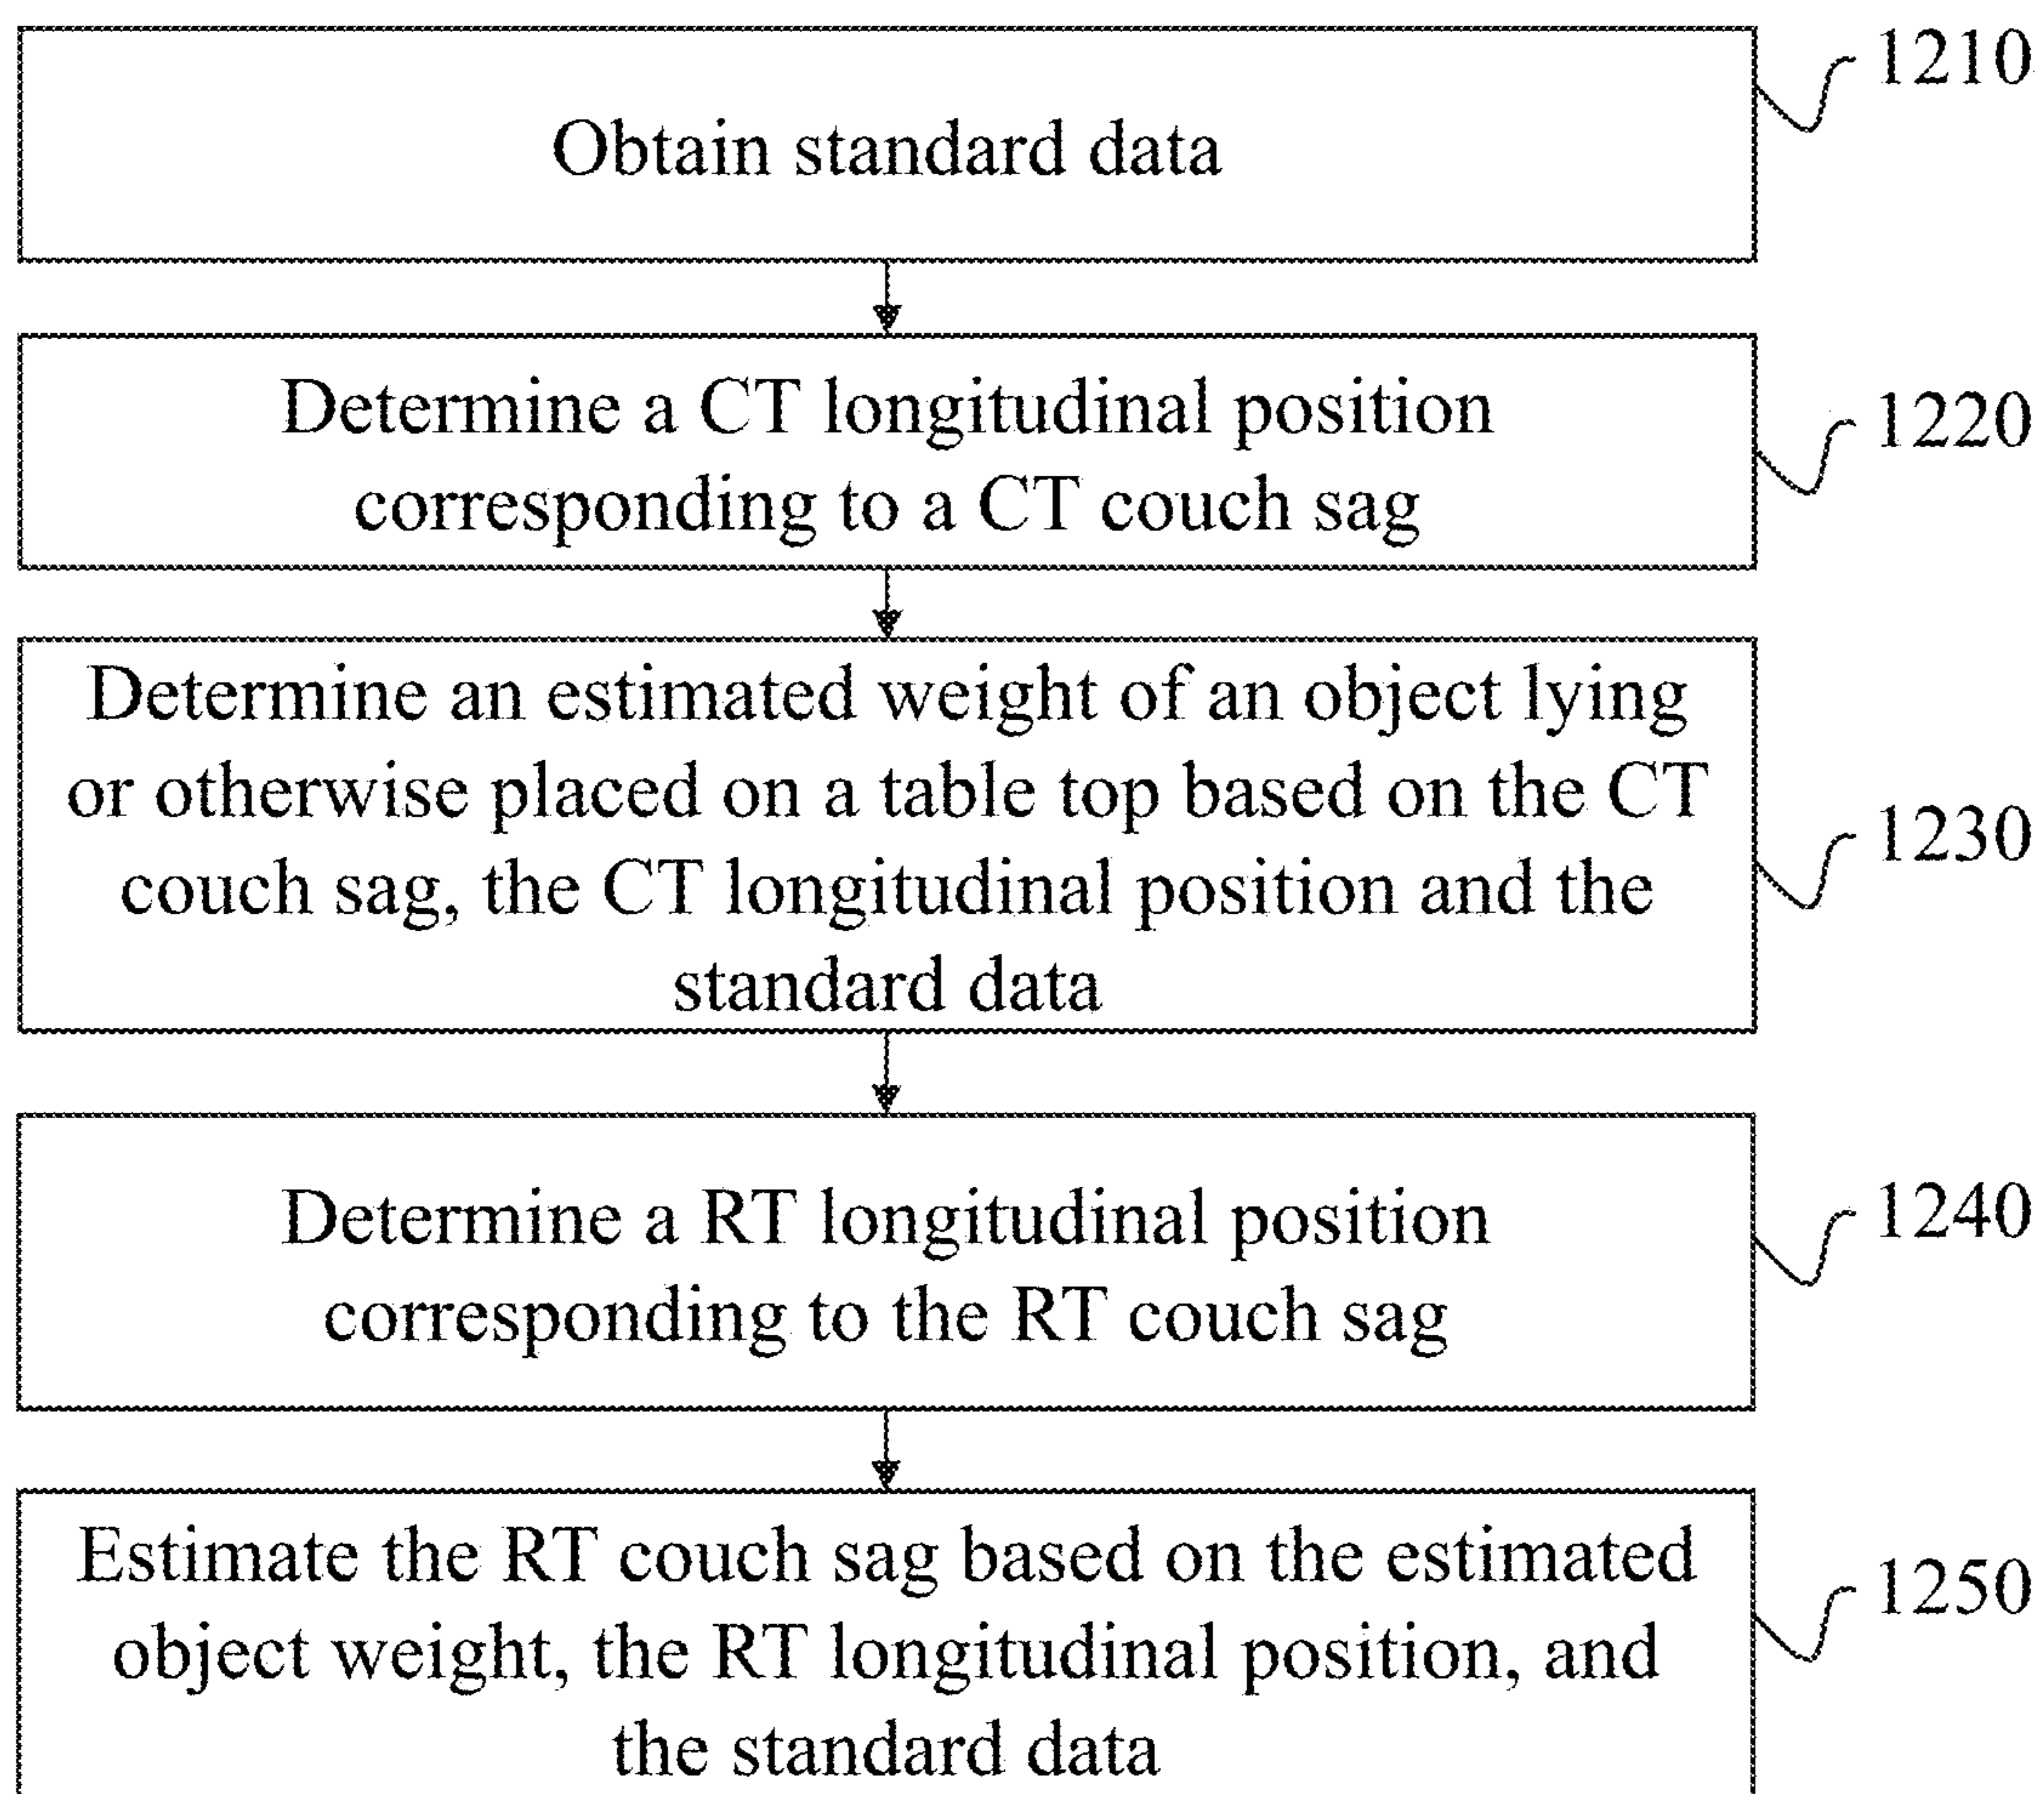 Obtain standard data
1210
Determine a CT longitudinal position
corresponding to a CT couch sag
1220
Determine an estimated weight of an object lying
or otherwise placed on a table top based on the CT
couch sag, the CT longitudinal position and the
standard data
1230
Determine a RT longitudinal position
corresponding to the RT couch sag
1240
Estimate the RT couch sag based on the estimated
object weight, the RT longitudinal position, and
the standard data
1250